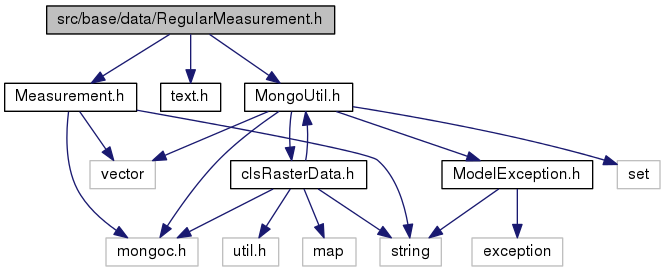 src/base/data/RegularMeasurement.h
Measurement.h
text.h
MongoUtil.h
vector
clsRasterData.h
ModelException.h
set
mongoc.h
util.h
map
string
exception